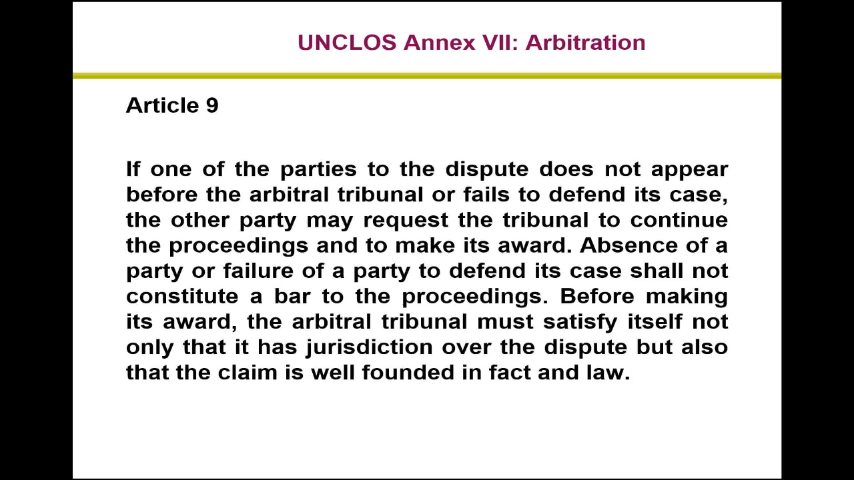 UNCLOS Annex VII: Arbitration
Article 9
If one of the parties to the dispute does not appear
before the arbitral tribunal or fails to defend its case,
the other party may request the tribunal to continue
the proceedings and to make its award. Absence of a
party or failure of a party to defend its case shall not
constitute a bar to the proceedings. Before making
its award, the arbitral tribunal must satisfy itself not
only that it has jurisdiction over the dispute but also
that the claim is well founded in fact and law.